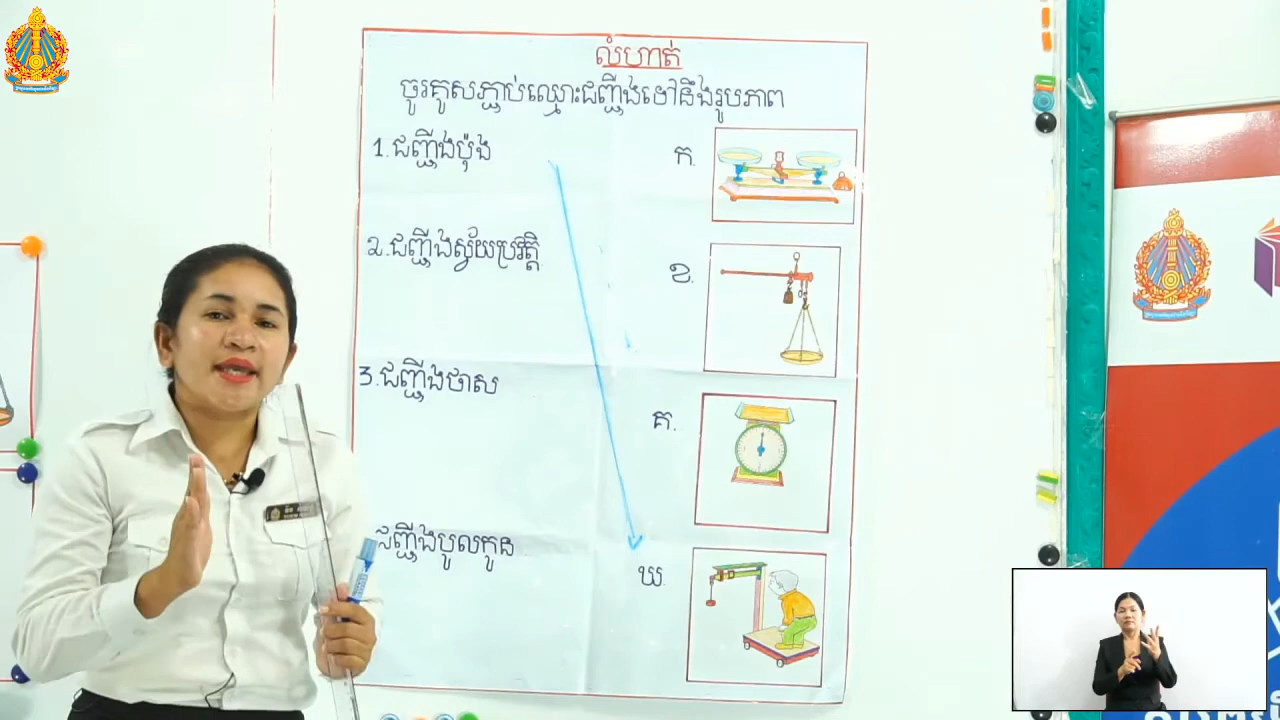 លំហាត់
ចូរគូសភ្ជាប់ឈ្មោះជញ្ជីងទៅនឹងរូបភាព
1. ជញ្ជីងប៉ុង
ក.
2. ជញ្ជីងស្វ័យប្រវត្តិ
ខ.
3. ជញ្ជីងថាស
គ.
ជញ្ជីងបូលកូន
ឃ.